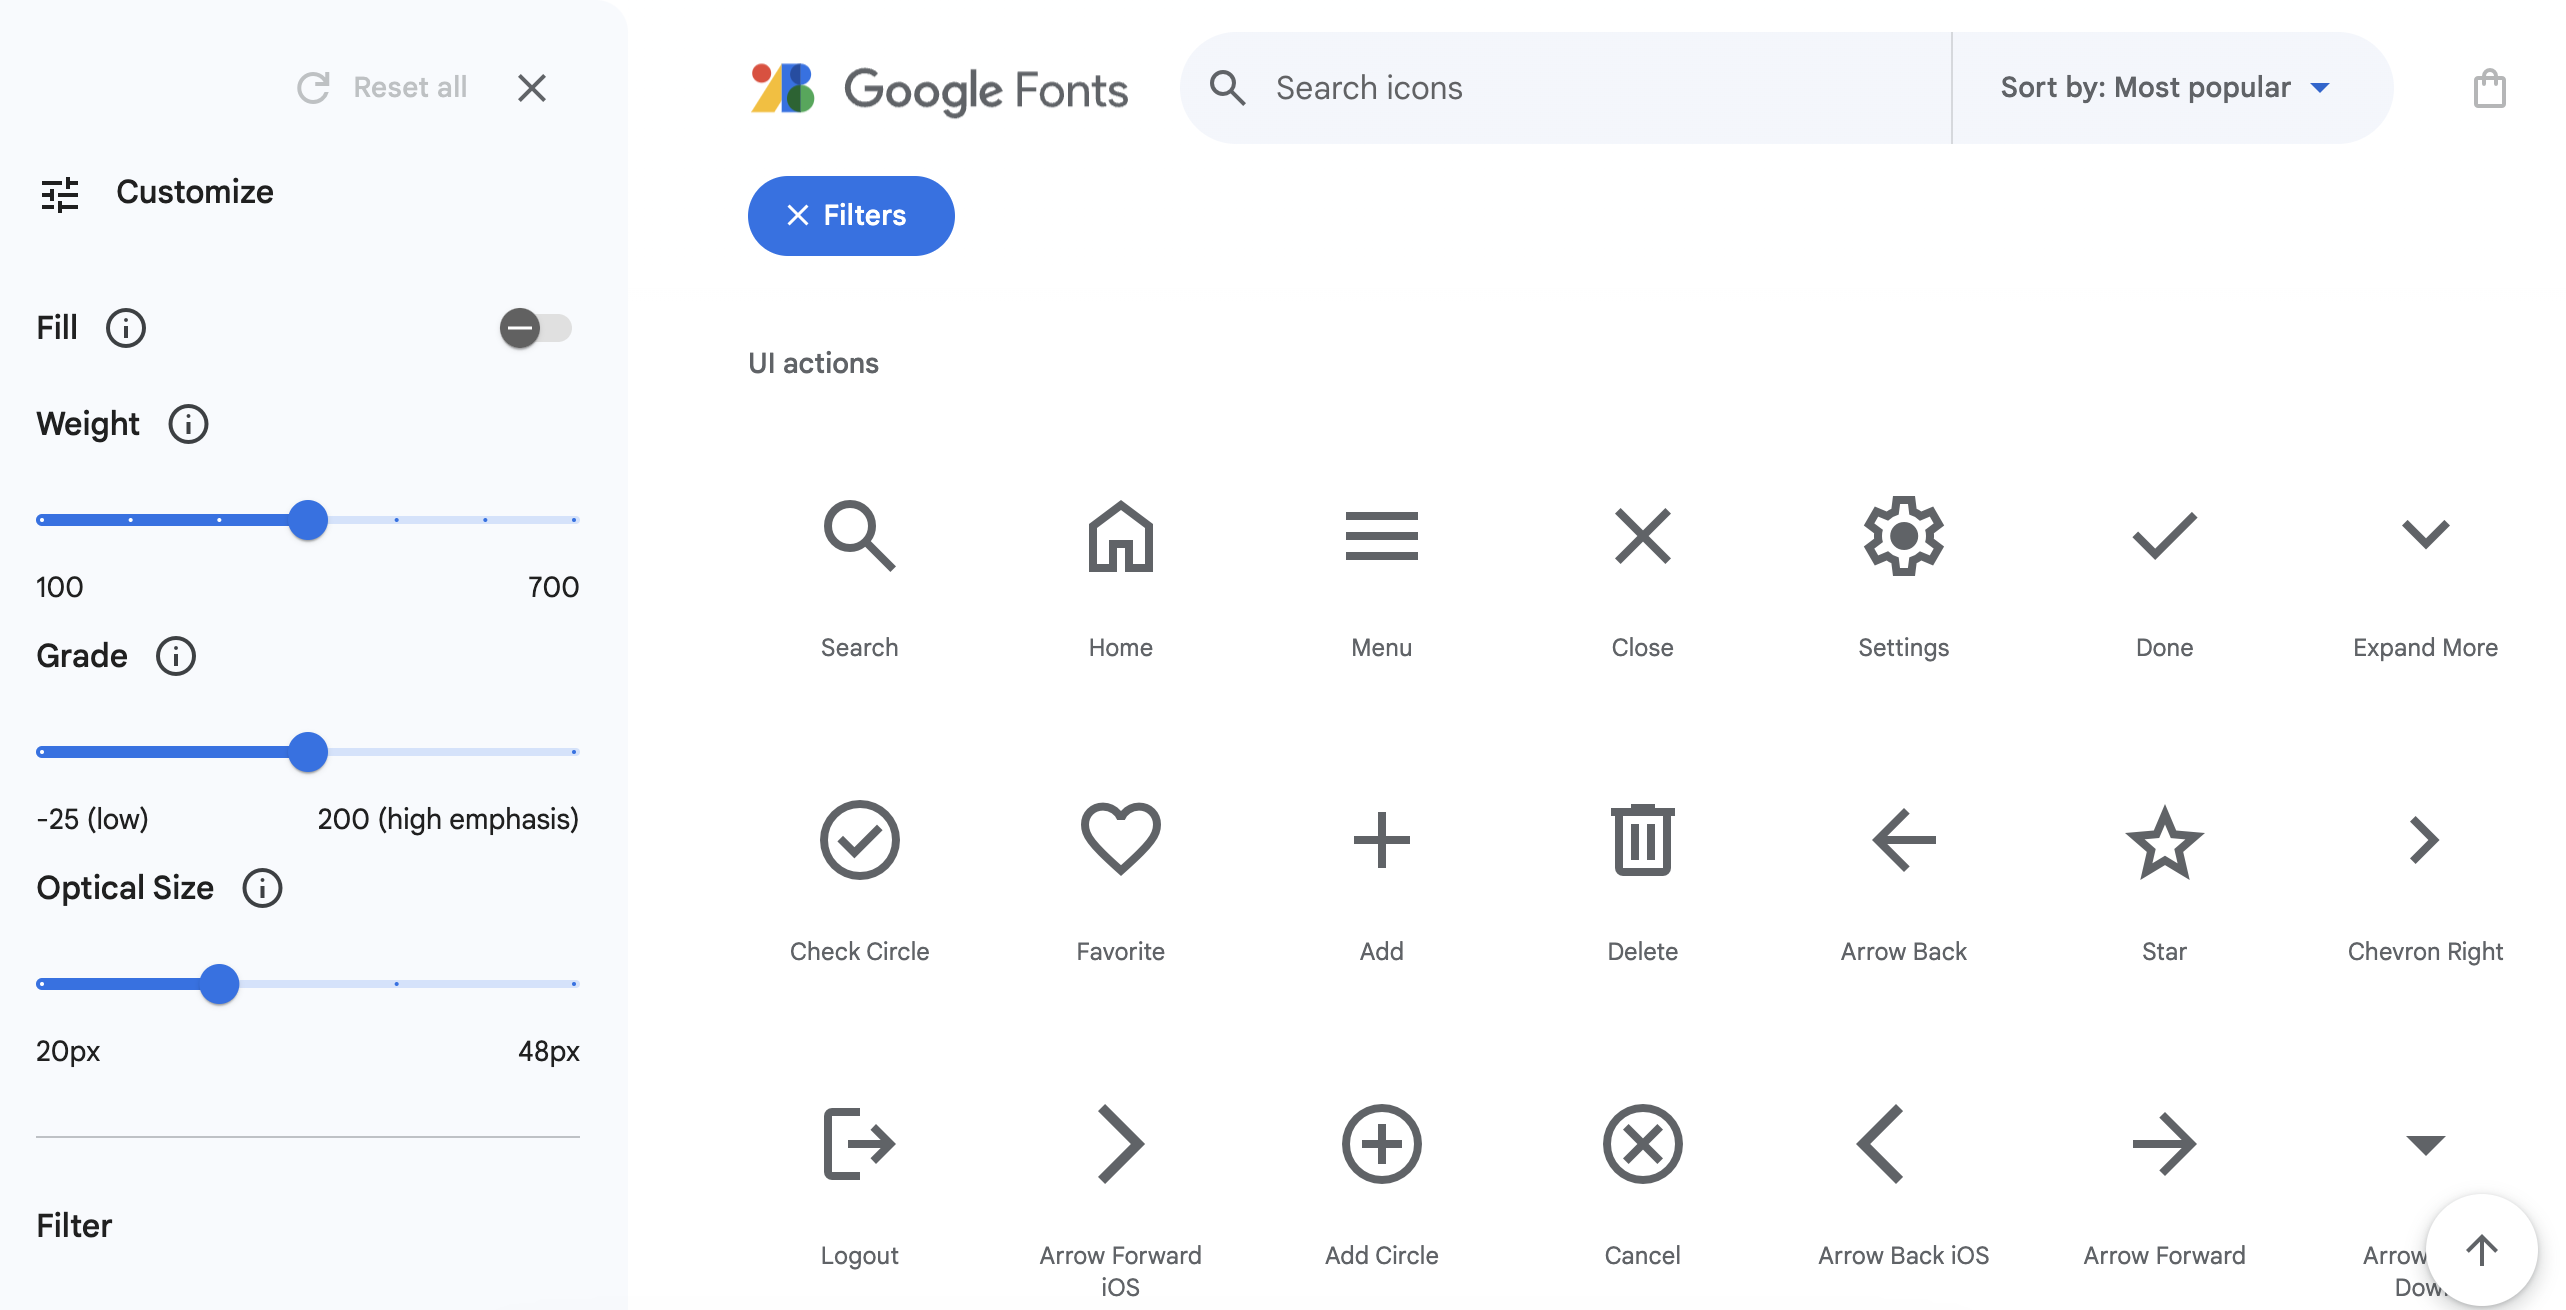 Reset all
Customize
Fill
Weight
100 700
Grade
-25 (low) 200 (high emphasis)
Optical Size
20px 48px
Filter
Google Fonts
Search icons
Sort by: Most popular
Filters
UI actions
Search Home Menu Close Settings Done Expand More
Check Circle Favorite Add Delete Arrow Back Star Chevron Right
Logout Arrow Forward Add Circle Cancel Arrow Back iOS Arrow Forward Arrow
iOS